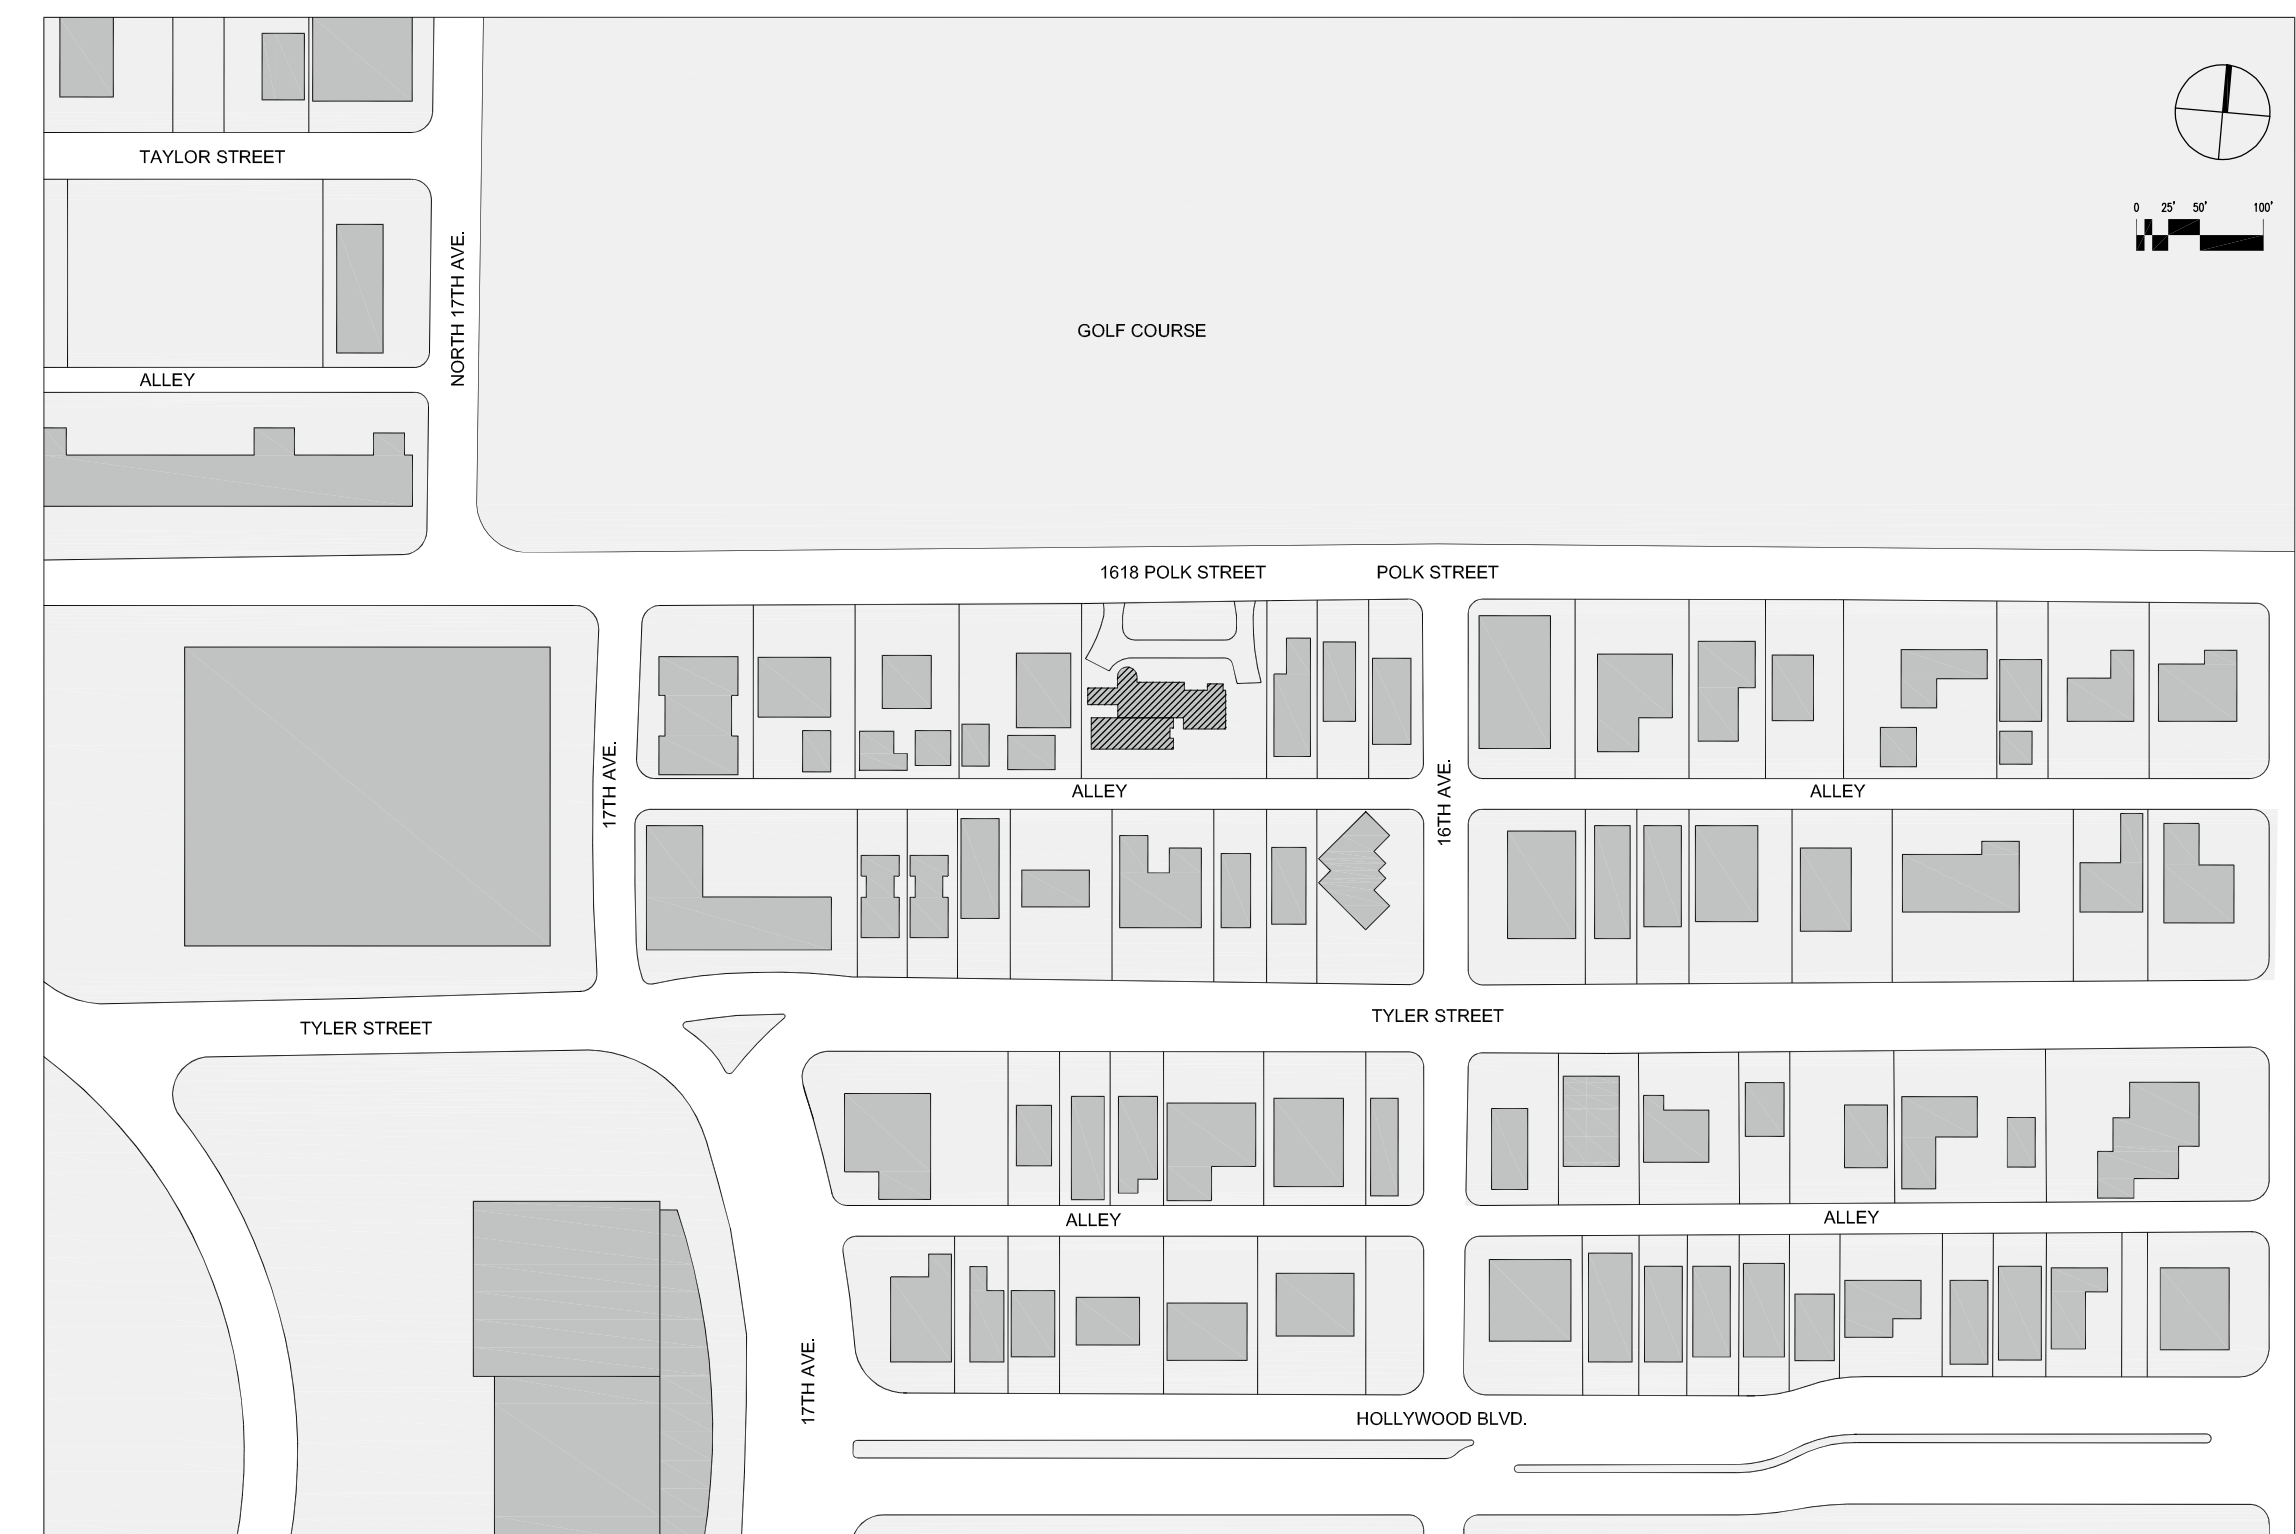 TAYLOR STREET
0 25' 50' 100'
NORTH 17TH AVE.
GOLF COURSE
ALLEY
1618 POLK STREET
POLK STREET
17TH AVE.
16TH AVE.
ALLEY
ALLEY
TYLER STREET
TYLER STREET
ALLEY
ALLEY
17TH AVE.
HOLLYWOOD BLVD.